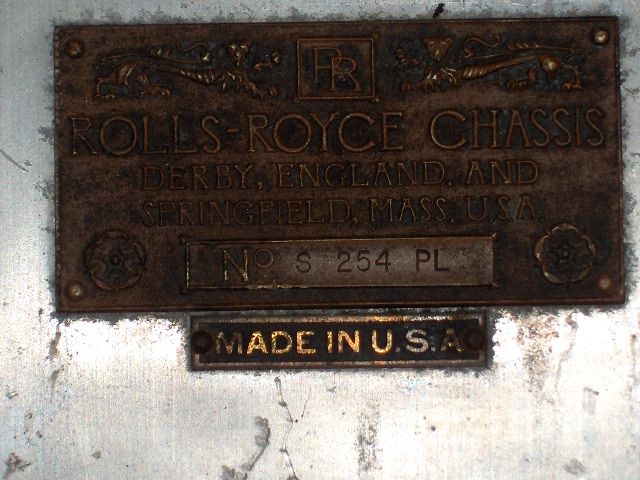 RR
ROLLS-ROYCE CHASSIS
DERBY, ENGLAND, AND
SPRINGFIELD, MASS. U.S.A.
No S 254 PL
MADE IN U.S.A.